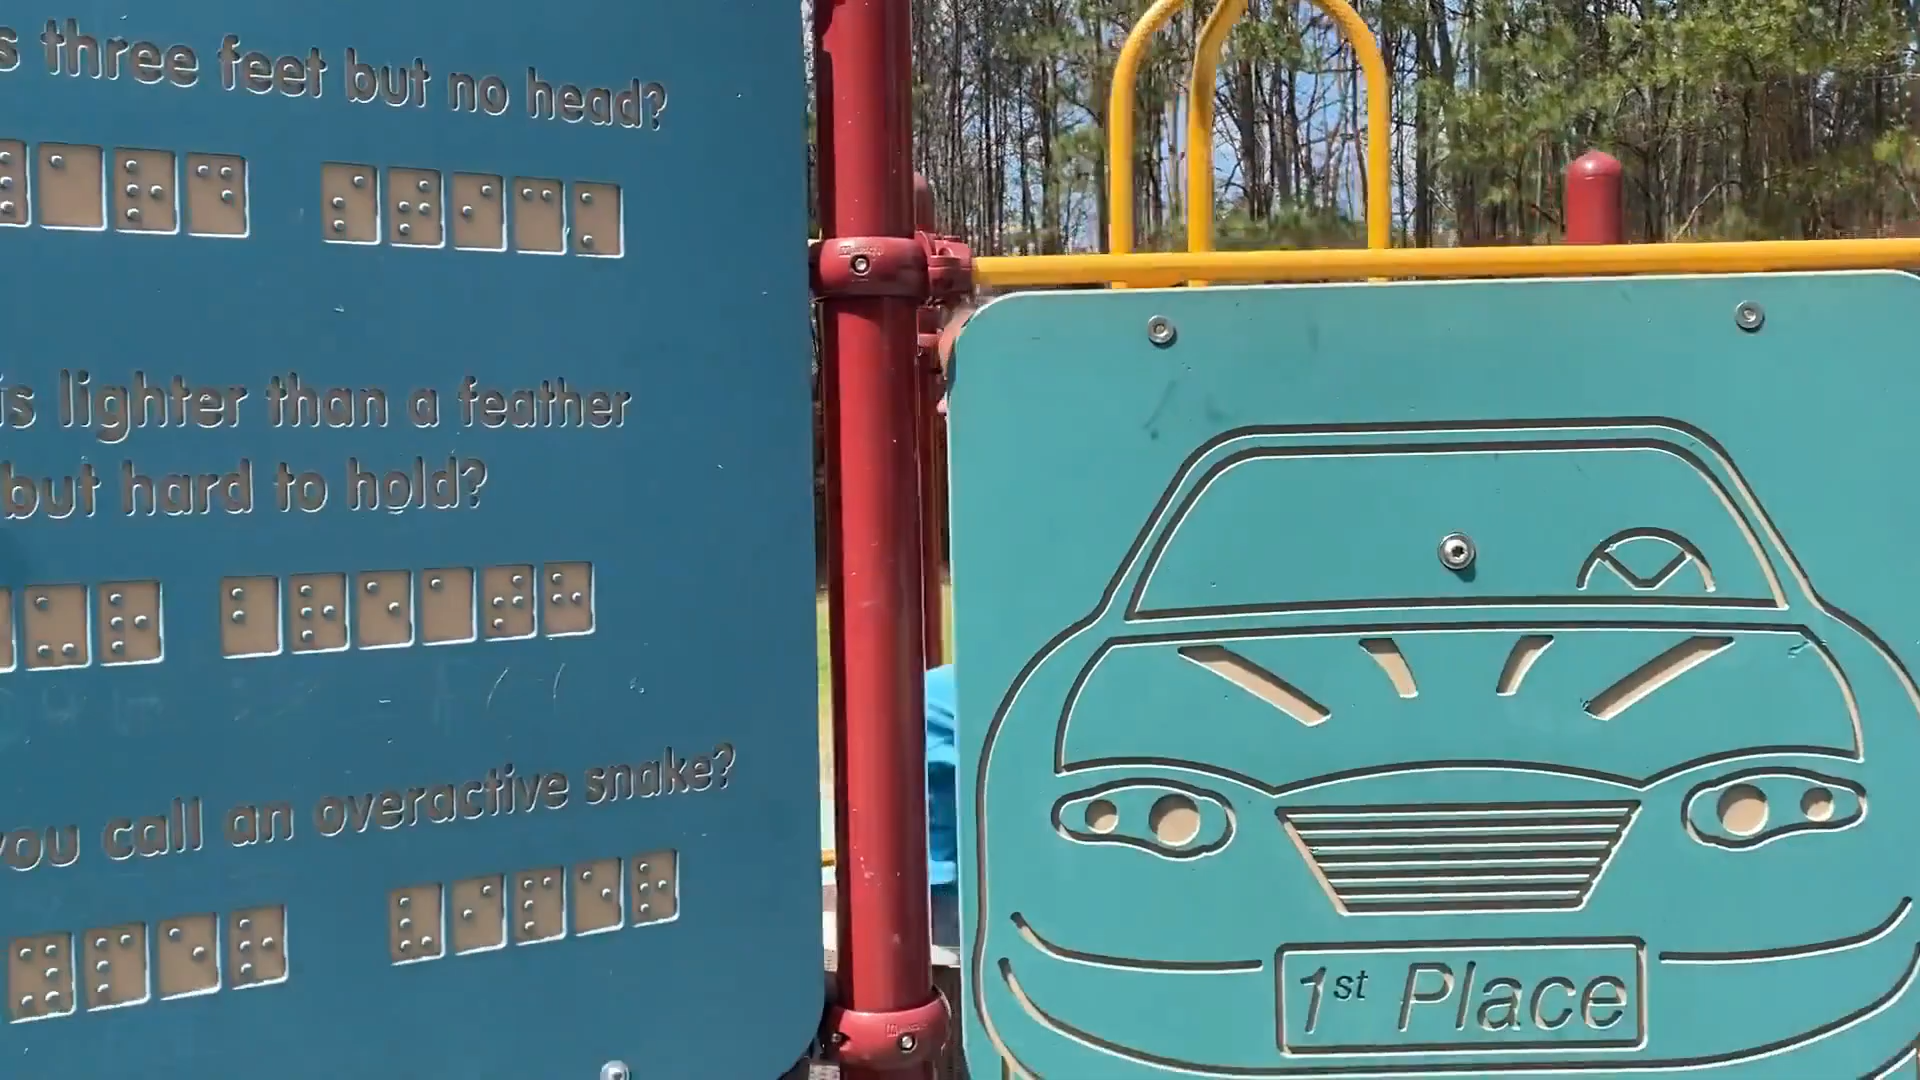 s three feet but no head?
is lighter than a feather
but hard to hold?
you call an overactive snake?
1st Place